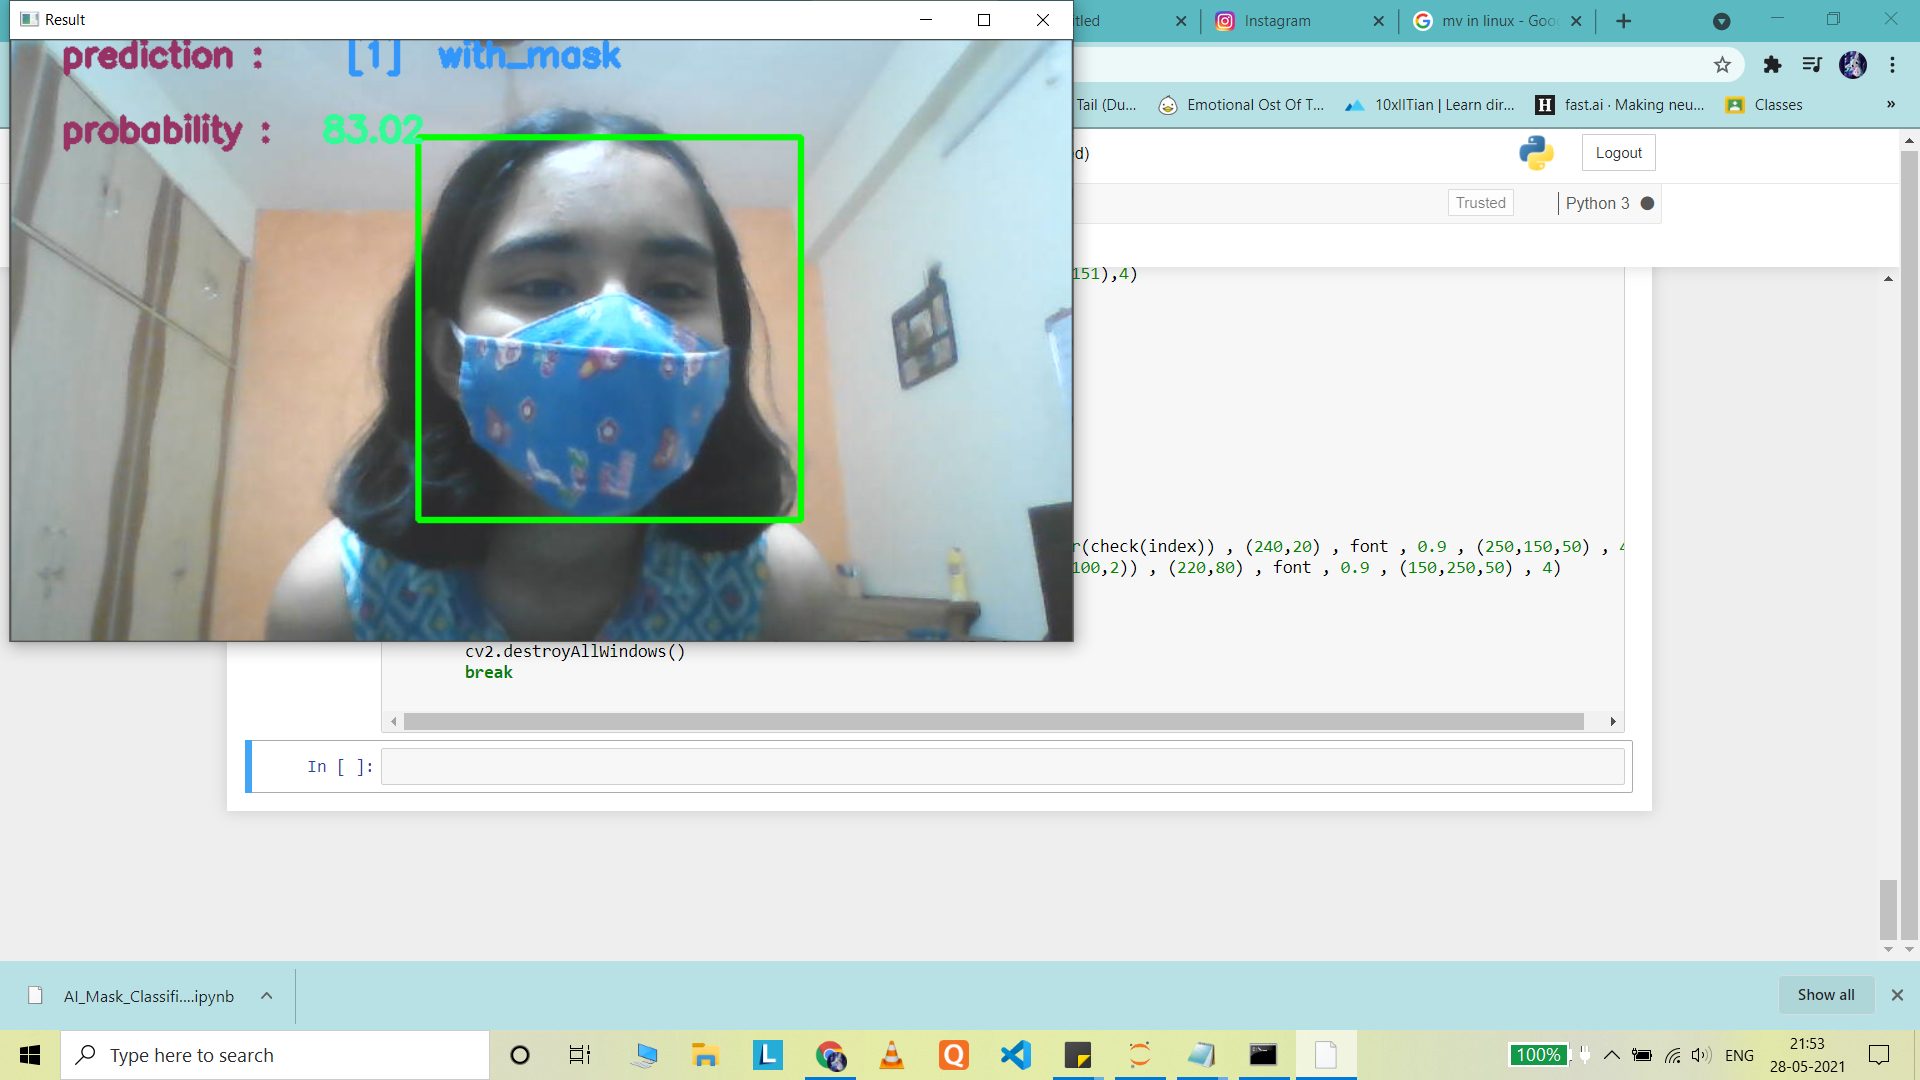 Result
prediction : [1] with_mask
probability : 83.02
Instagram
mv in linux - Goo
Tail (Du...
Emotional Ost Of T...
10xIITian | Learn dir...
fast.ai · Making neu...
Classes
»
Logout
Trusted
Python 3
151),4)
r(check(index)) , (240,20) , font , 0.9 , (250,150,50) , 4
100,2)) , (220,80) , font , 0.9 , (150,250,50) , 4)
cv2.destroyAllWindows()
break
In [ ]:
AI_Mask_Classifi....ipynb
Show all
Type here to search
L
Q
100%
ENG
21:53
28-05-2021